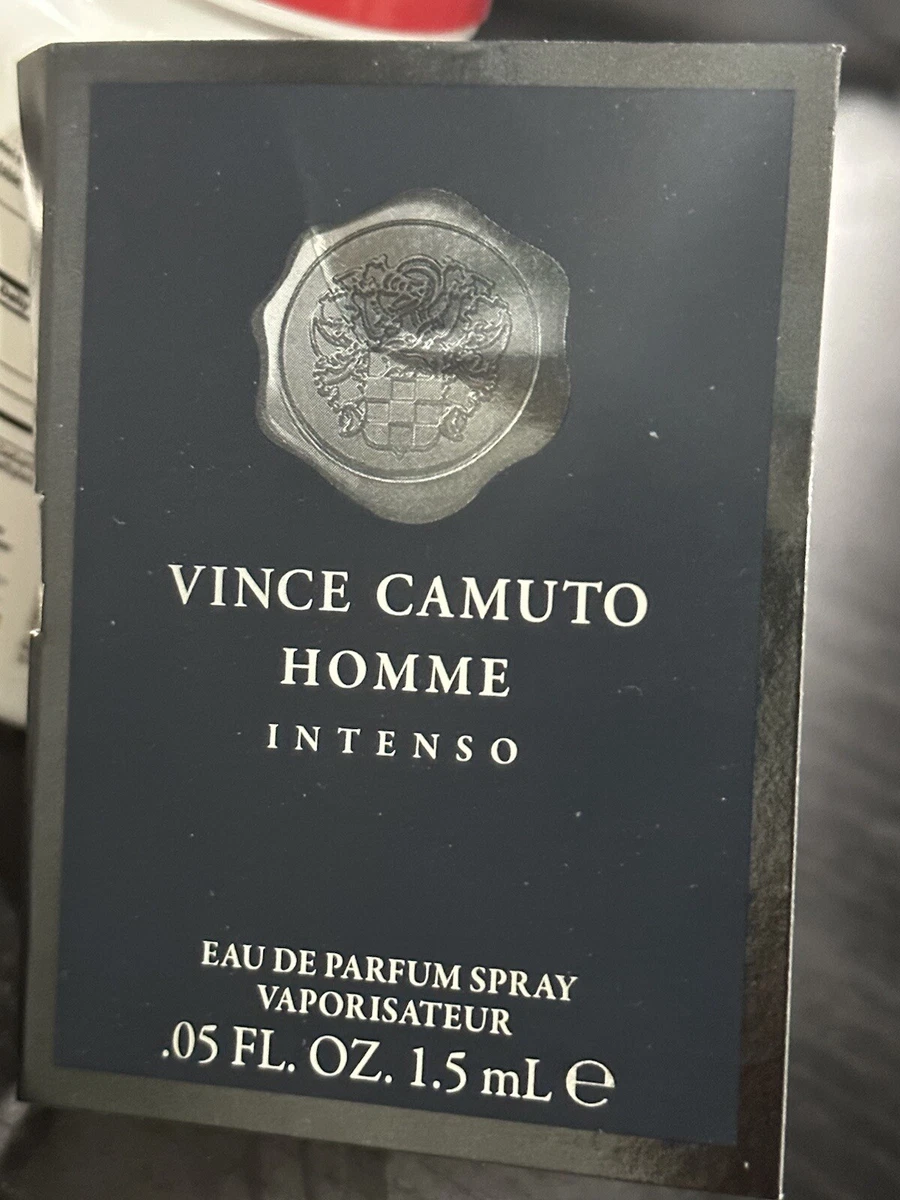 VINCE CAMUTO
HOMME
INTENSO
EAU DE PARFUM SPRAY
VAPORISATEUR
.05 FL. OZ. 1.5 mL ℮